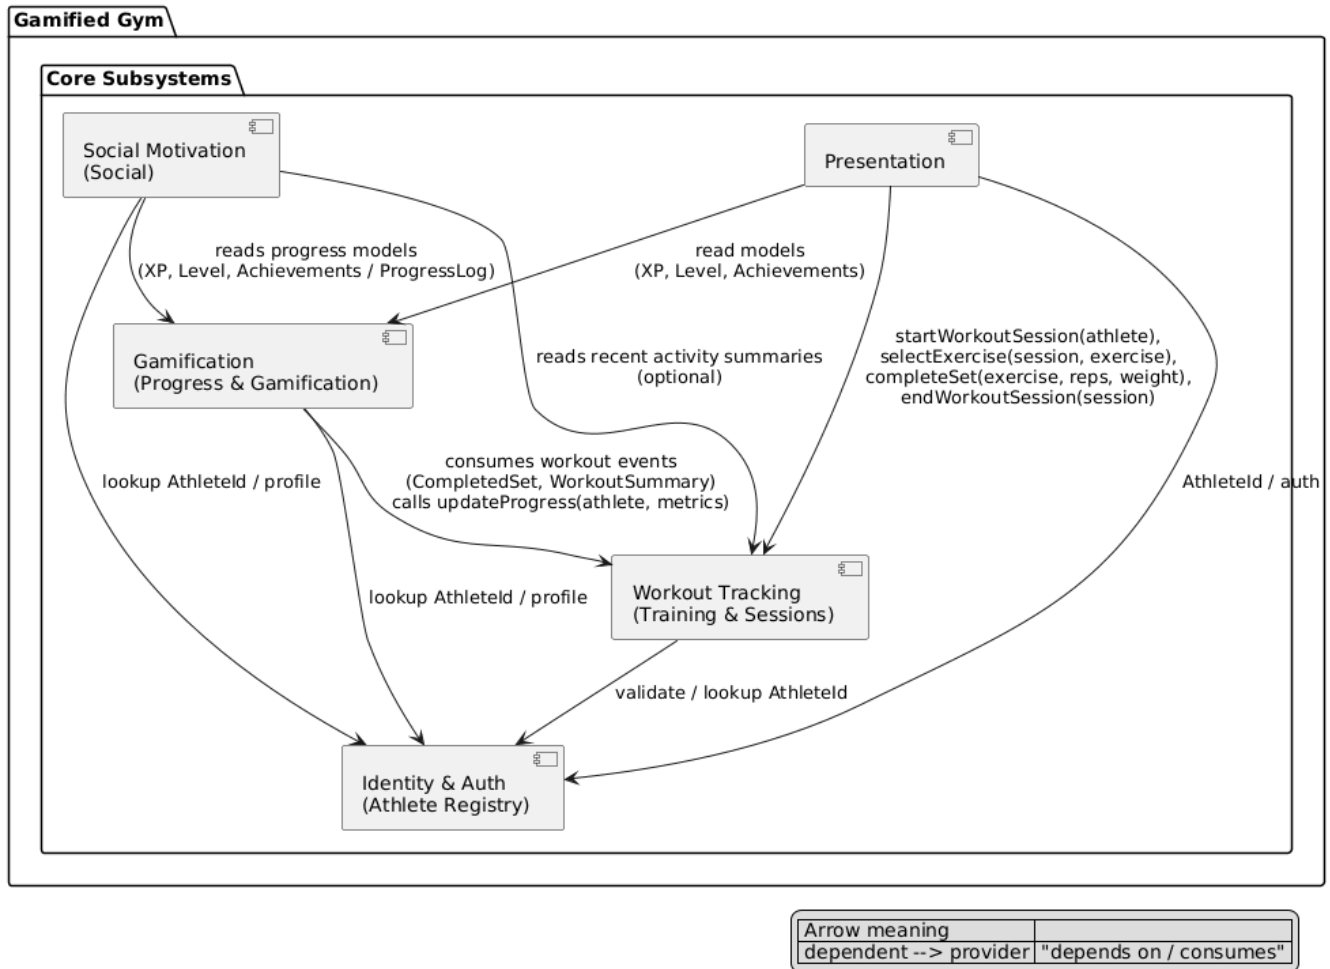 Gamified Gym
Core Subsystems
Social Motivation
(Social)
Presentation
reads progress models
(XP, Level, Achievements / ProgressLog)
read models
(XP, Level, Achievements)
Gamification
(Progress & Gamification)
reads recent activity summaries
(optional)
startWorkoutSession(athlete),
selectExercise(session, exercise),
completeSet(exercise, reps, weight),
endWorkoutSession(session)
lookup AthleteId / profile
consumes workout events
(CompletedSet, WorkoutSummary)
calls updateProgress(athlete, metrics)
AthleteId / auth
lookup AthleteId / profile
Workout Tracking
(Training & Sessions)
validate / lookup AthleteId
Identity & Auth
(Athlete Registry)
Arrow meaning
dependent --> provider "depends on / consumes"